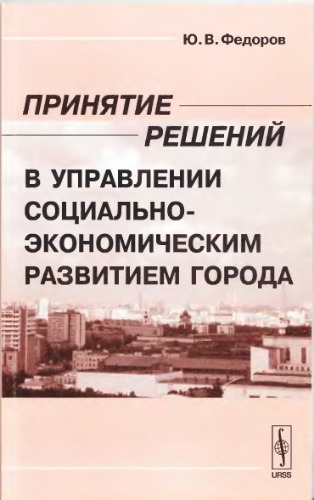 Ю. В. Федоров
ПРИНЯТИЕ
РЕШЕНИЙ
В УПРАВЛЕНИИ
СОЦИАЛЬНО-
ЭКОНОМИЧЕСКИМ
РАЗВИТИЕМ ГОРОДА
URSS